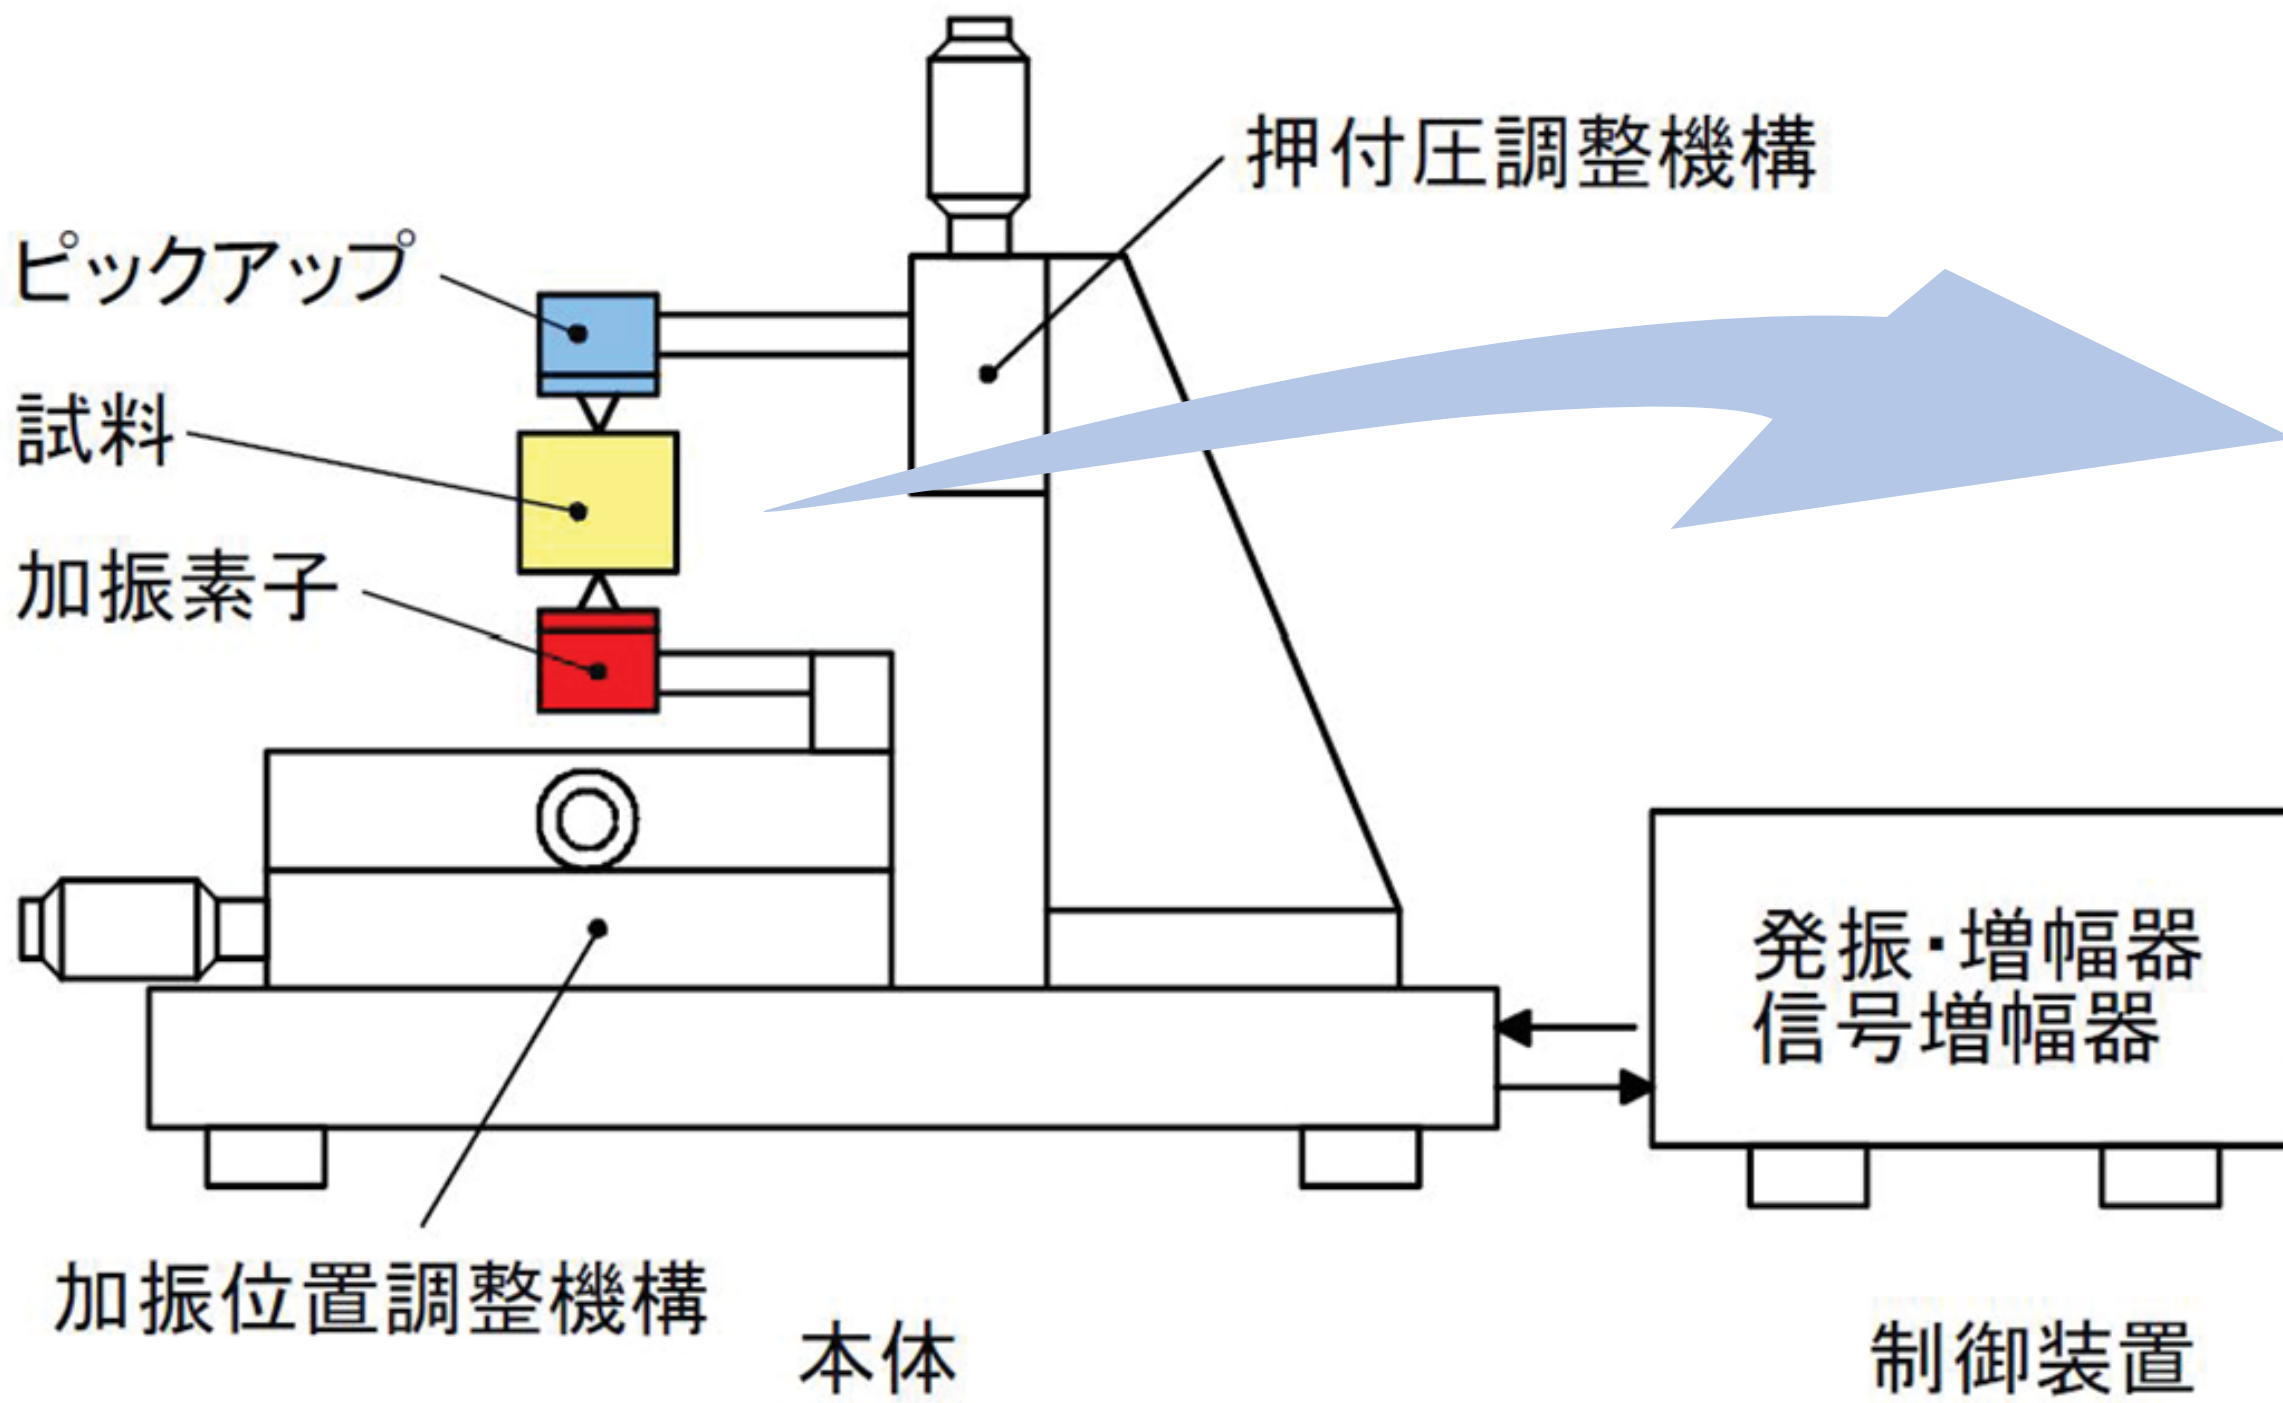 押付圧調整機構
ピックアップ
試料
加振素子
発振・増幅器
信号増幅器
加振位置調整機構
本体
制御装置